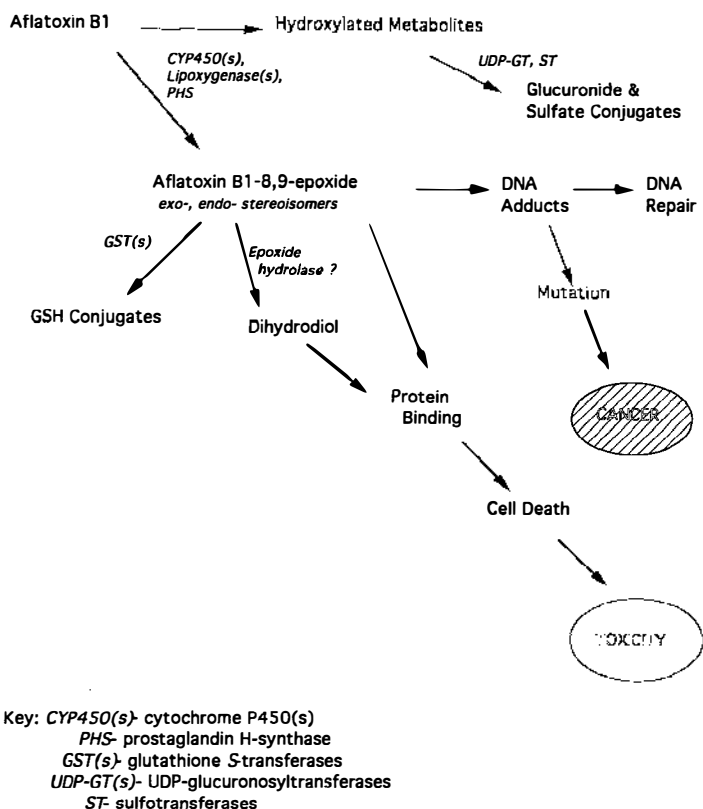 Aflatoxin B1
Hydroxylated Metabolites
CYP450(s),
Lipoxygenase(s),
PHS
UDP-GT, ST
Glucuronide &
Sulfate Conjugates
Aflatoxin B1-8,9-epoxide
exo-, endo- stereoisomers
DNA
Adducts
DNA
Repair
GST(s)
Epoxide
hydrolase ?
Mutation
GSH Conjugates
Dihydrodiol
Protein
Binding
CANCER
Cell Death
TOXICITY
Key: CYP450(s)- cytochrome P450(s)
PHS- prostaglandin H-synthase
GST(s)- glutathione S-transferases
UDP-GT(s)- UDP-glucuronosyltransferases
ST- sulfotransferases